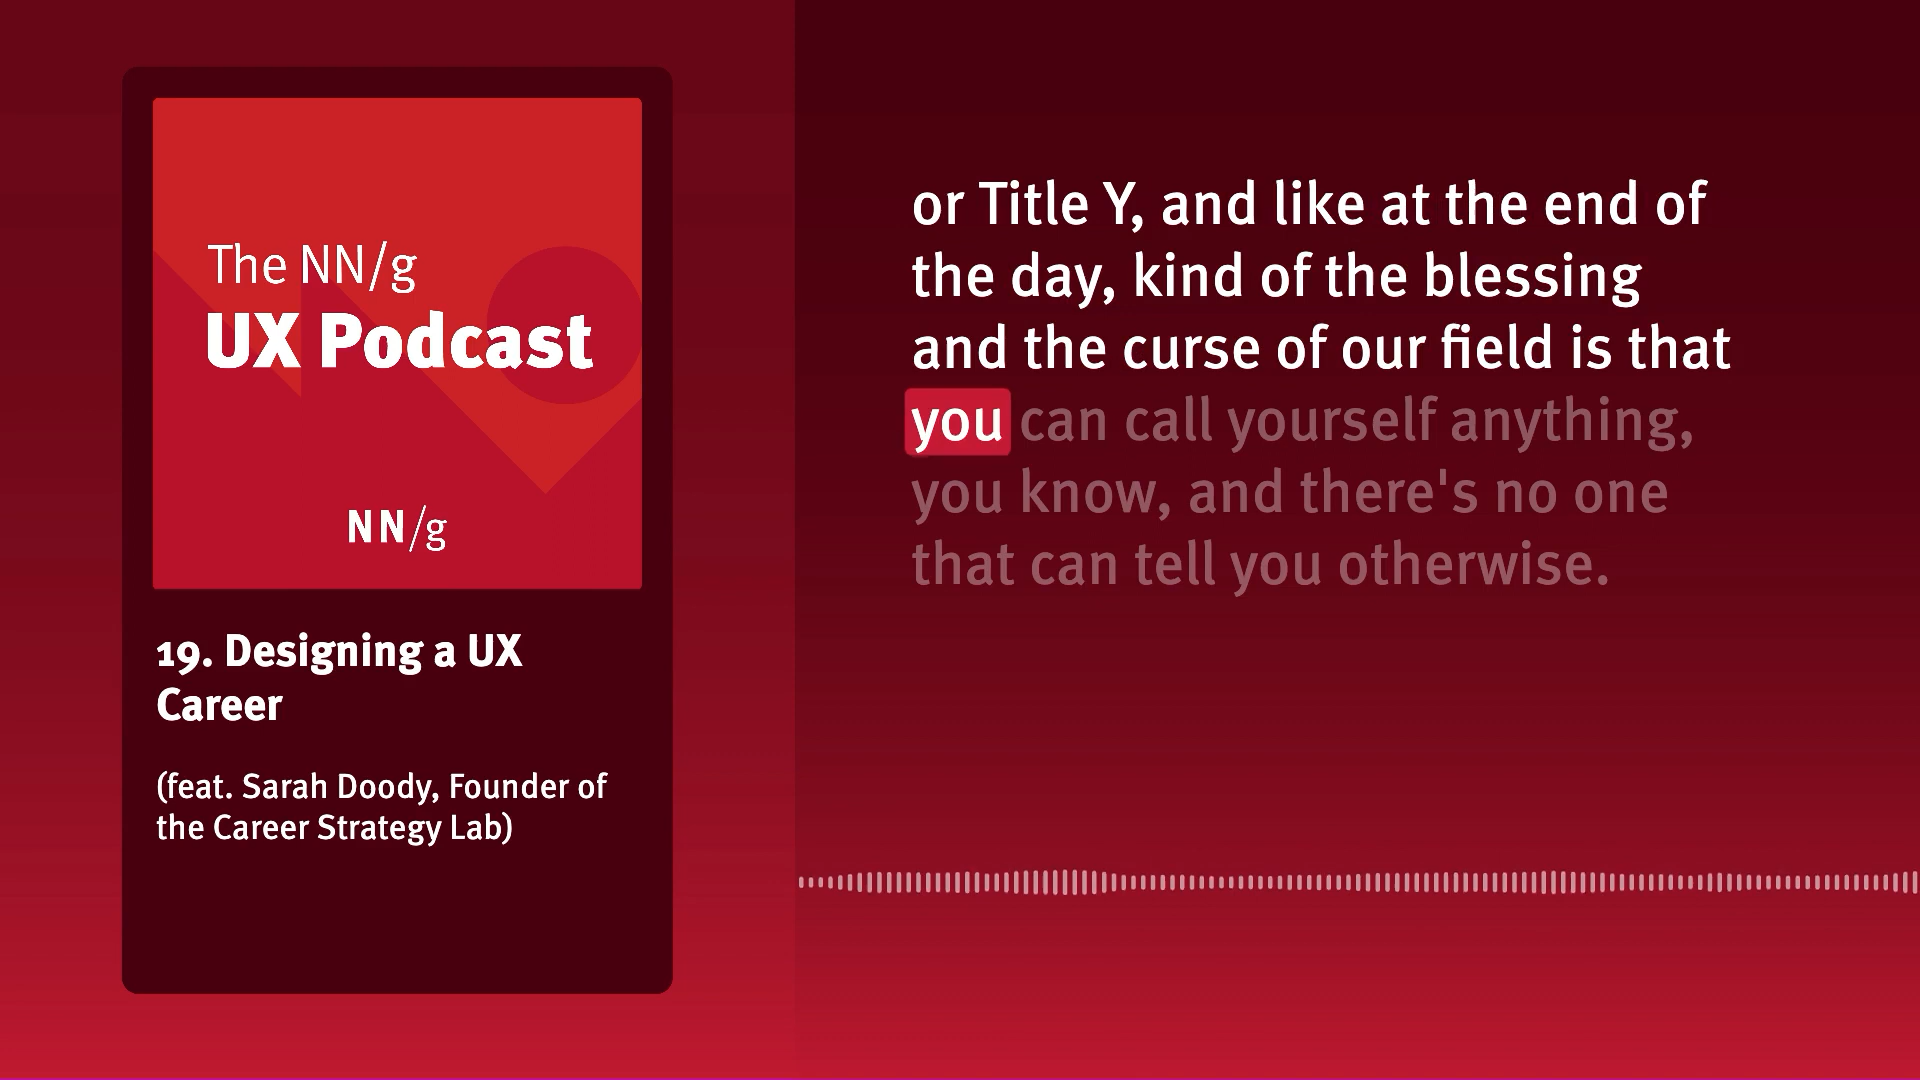 The NN/g
UX Podcast
NN/g
19. Designing a UX
Career
(feat. Sarah Doody, Founder of
the Career Strategy Lab)
or Title Y, and like at the end of
the day, kind of the blessing
and the curse of our field is that
you can call yourself anything,
you know, and there's no one
that can tell you otherwise.